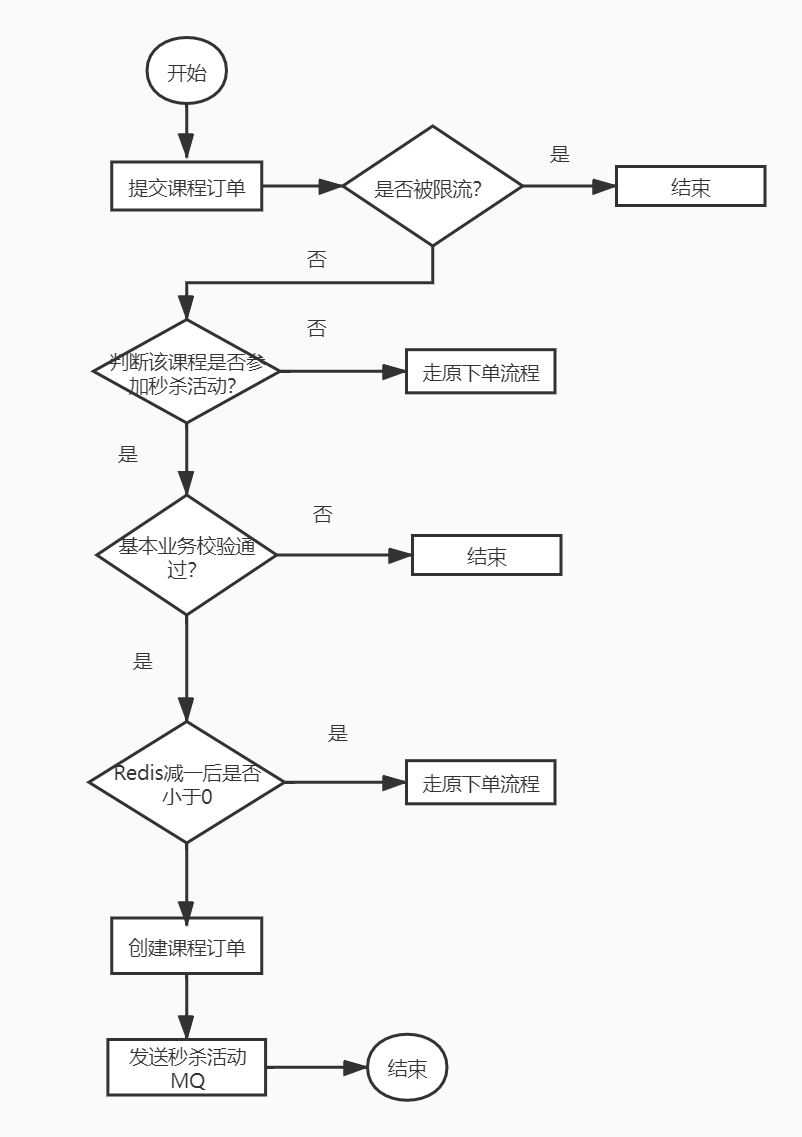 开始
提交课程订单
是否被限流？
是
结束
否
判断该课程是否参
加秒杀活动？
否
走原下单流程
是
基本业务校验通
过？
否
结束
是
Redis减一后是否
小于0
是
走原下单流程
创建课程订单
发送秒杀活动
MQ
结束